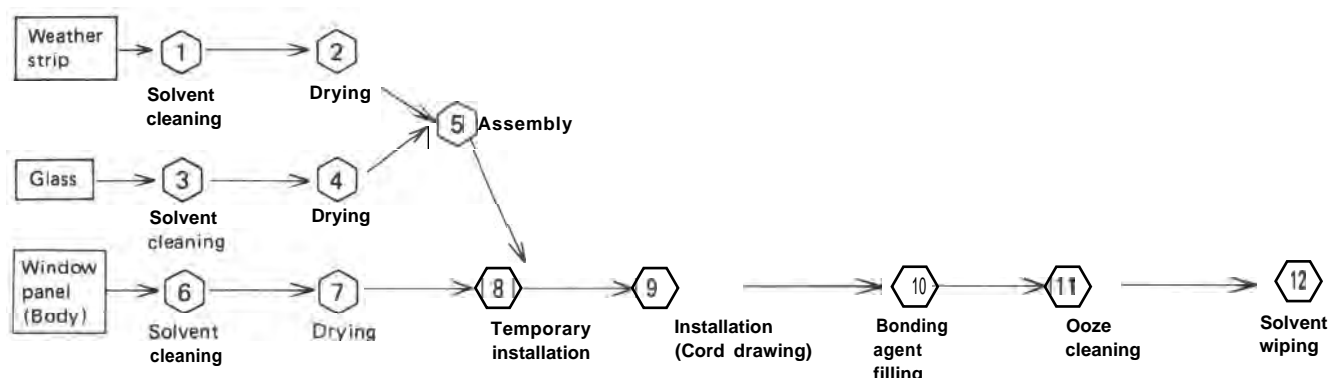 Weather
strip
1
Solvent
cleaning
2
Drying
5 Assembly
Glass
3
Solvent
cleaning
4
Drying
Window
panel
(Body)
6
Solvent
cleaning
7
Drying
8
Temporary
installation
9
Installation
(Cord drawing)
10
Bonding
agent
filling
11
Ooze
cleaning
12
Solvent
wiping